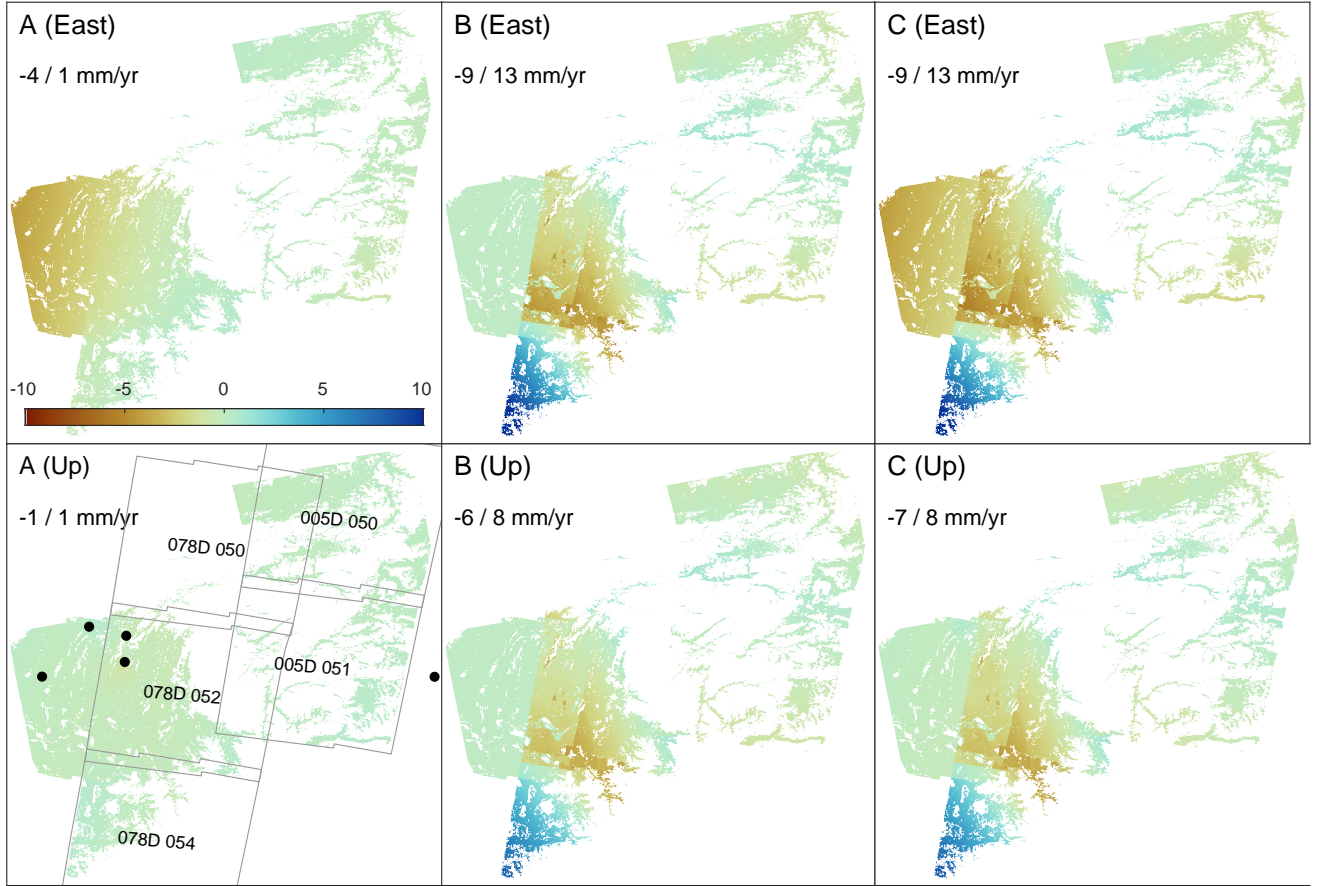 A (East)
-4 / 1 mm/yr
-10 -5 0 5 10
B (East)
-9 / 13 mm/yr
C (East)
-9 / 13 mm/yr
A (Up)
-1 / 1 mm/yr
005D 050
078D 050
005D 051
078D 052
078D 054
B (Up)
-6 / 8 mm/yr
C (Up)
-7 / 8 mm/yr